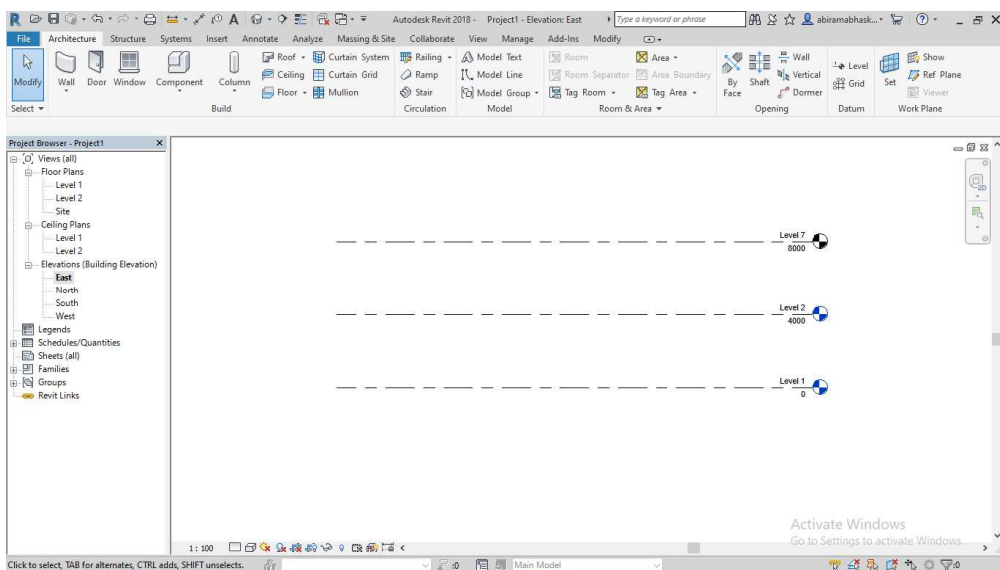 Autodesk Revit 2018 - Project1 - Elevation: East
Type a keyword or phrase
abiramabhask...
File Architecture Structure Systems Insert Annotate Analyze Massing & Site Collaborate View Manage Add-Ins Modify
Modify Wall Door Window Component Column
Roof Curtain System
Ceiling Curtain Grid
Floor Mullion
Railing
Ramp
Stair
Model Text
Model Line
Model Group
Room
Room Separator
Tag Room
Area
Area Boundary
Tag Area
By Face
Shaft
Wall
Vertical
Dormer
Level
Grid
Set
Show
Ref Plane
Viewer
Select Build Circulation Model Room & Area Opening Datum Work Plane
Project Browser - Project1
Views (all)
Floor Plans
Level 1
Level 2
Site
Ceiling Plans
Level 1
Level 2
Elevations (Building Elevation)
East
North
South
West
Legends
Schedules/Quantities
Sheets (all)
Families
Groups
Revit Links
Level 7
8000
Level 2
4000
Level 1
0
Activate Windows
Go to Settings to activate Windows.
1 : 100
Click to select, TAB for alternates, CTRL adds, SHIFT unselects.
:0
Main Model
:0